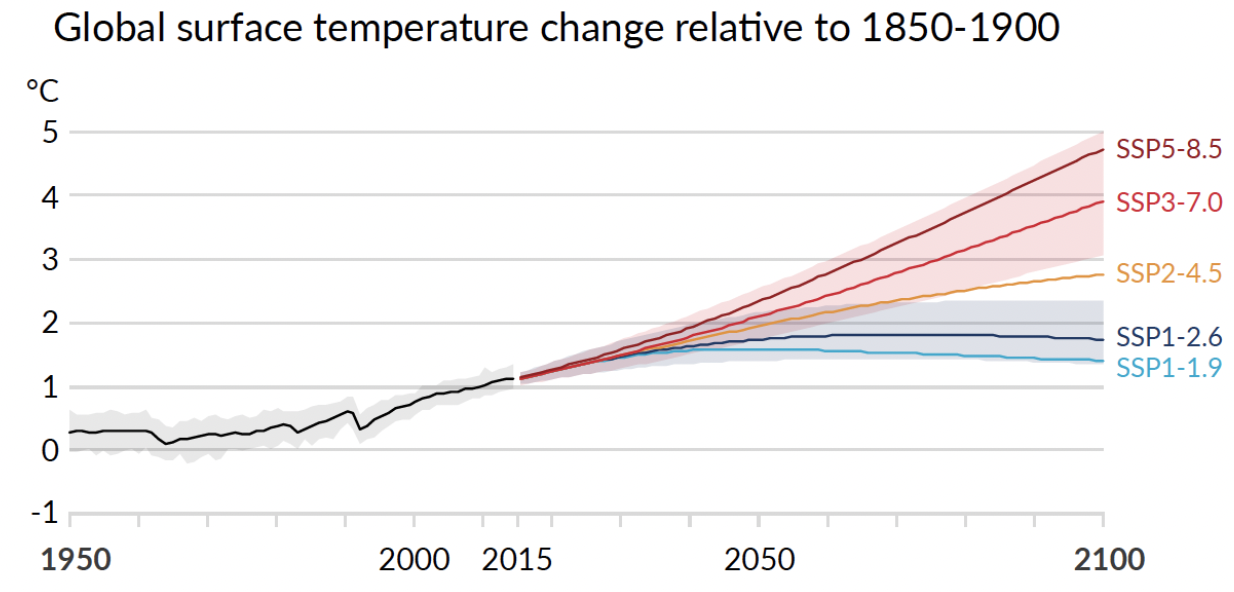 Global surface temperature change relative to 1850-1900
°C
5
4
3
2
1
0
-1
SSP5-8.5
SSP3-7.0
SSP2-4.5
SSP1-2.6
SSP1-1.9
1950 2000 2015 2050 2100